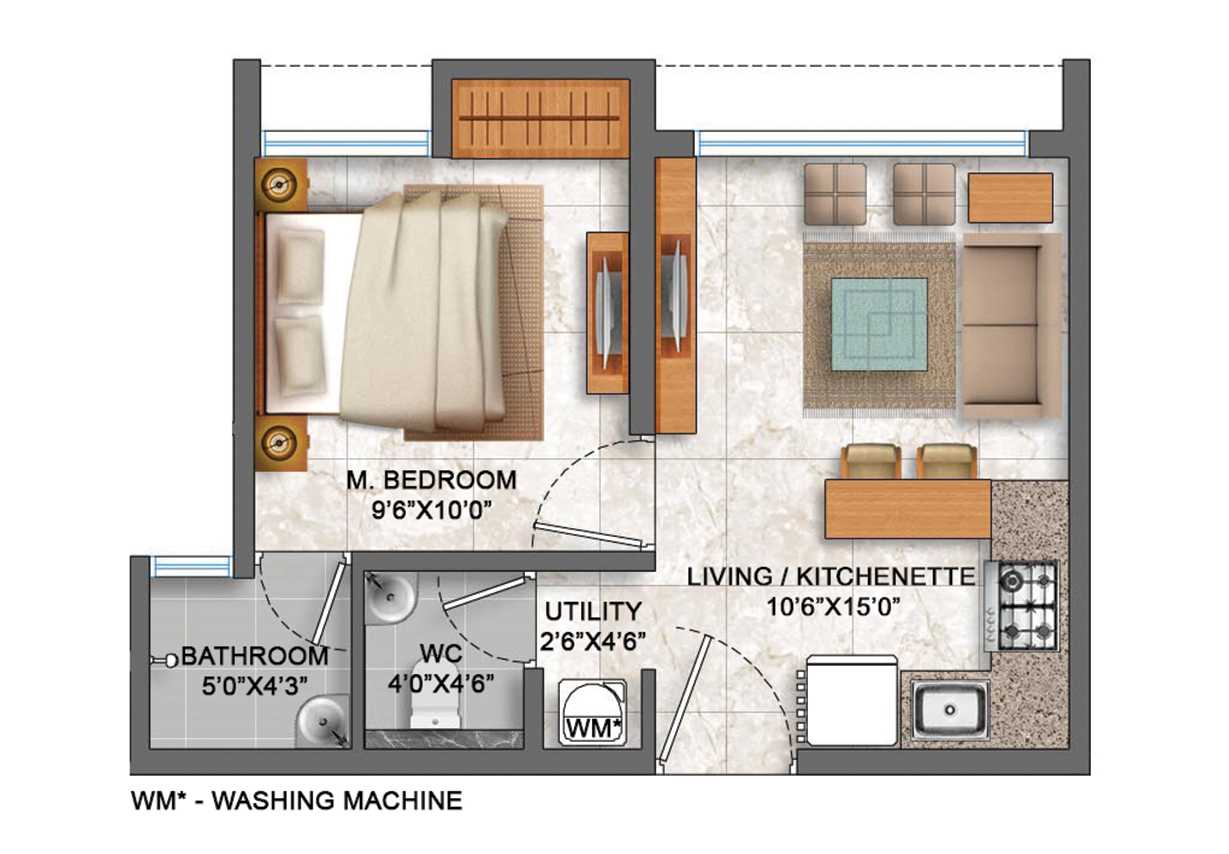 M. BEDROOM
9'6"X10'0"
LIVING / KITCHENETTE
10'6"X15'0"
UTILITY
2'6"X4'6"
BATHROOM
5'0"X4'3"
WC
4'0"X4'6"
WM*
WM* - WASHING MACHINE